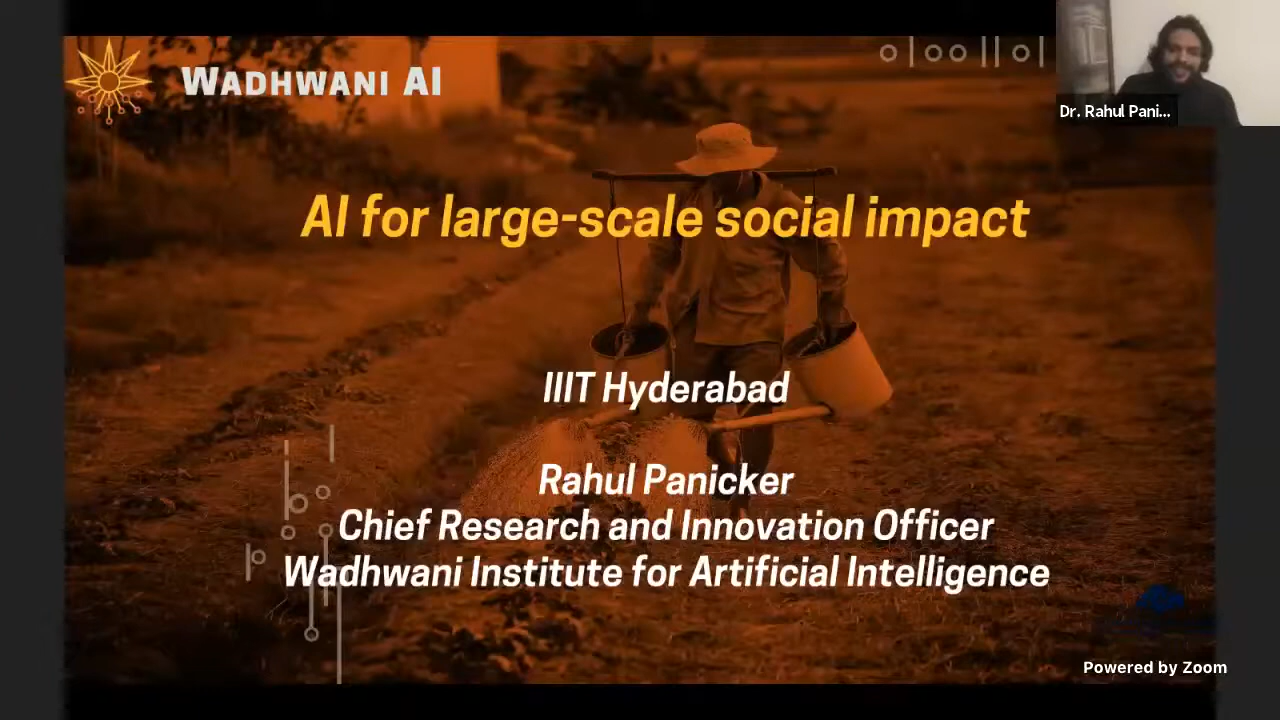 WADHWANI AI
Dr. Rahul Pani...
AI for large-scale social impact
IIIT Hyderabad
Rahul Panicker
Chief Research and Innovation Officer
Wadhwani Institute for Artificial Intelligence
Powered by Zoom